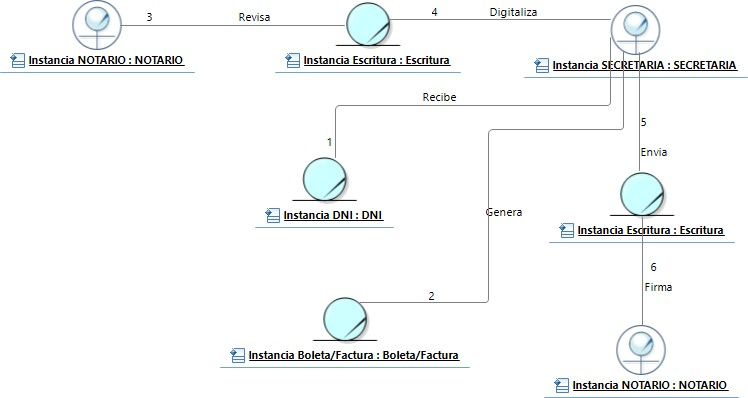 3 Revisa 4 Digitaliza
Instancia NOTARIO : NOTARIO
Instancia Escritura : Escritura
Instancia SECRETARIA : SECRETARIA
Recibe
1
5
Envia
Instancia DNI : DNI
Genera
Instancia Escritura : Escritura
2
6
Firma
Instancia Boleta/Factura : Boleta/Factura
Instancia NOTARIO : NOTARIO